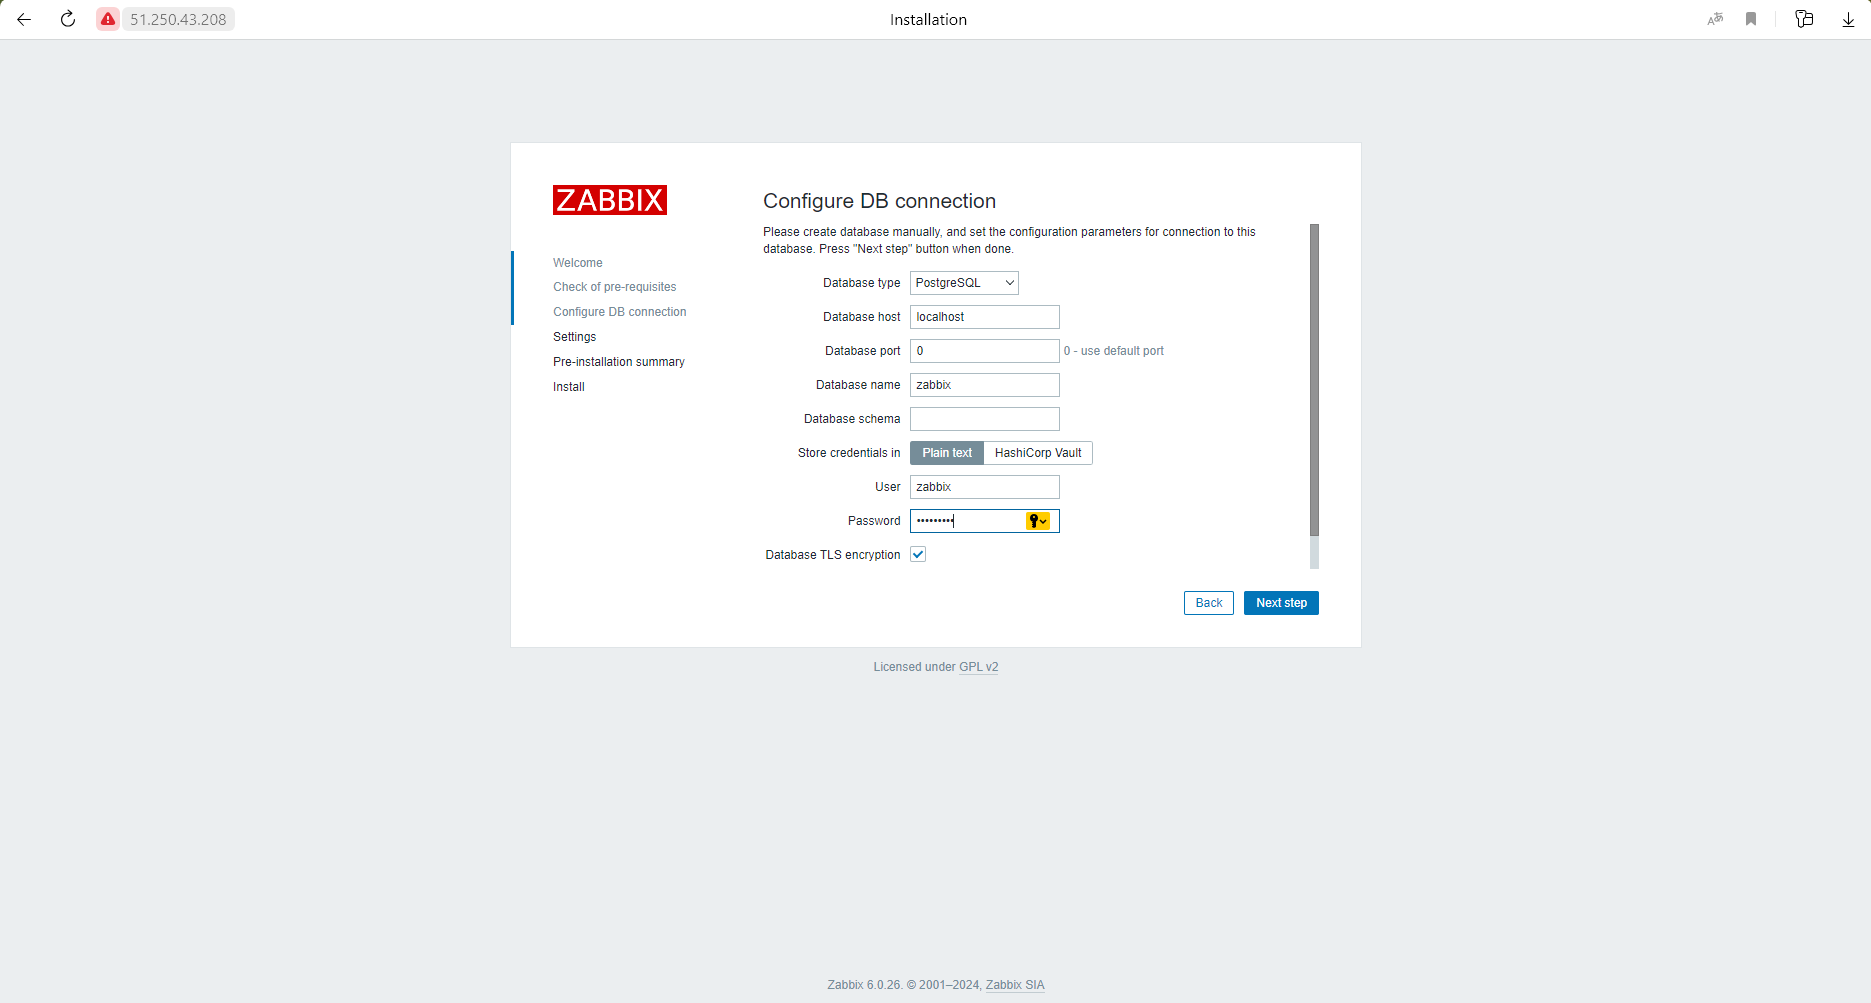 51.250.43.208
Installation
ZABBIX
Welcome
Check of pre-requisites
Configure DB connection
Settings
Pre-installation summary
Install
Configure DB connection
Please create database manually, and set the configuration parameters for connection to this
database. Press "Next step" button when done.
Database type PostgreSQL
Database host localhost
Database port 0 0 - use default port
Database name zabbix
Database schema
Store credentials in Plain text HashiCorp Vault
User zabbix
Password •••••••••
Database TLS encryption
Back Next step
Licensed under GPL v2
Zabbix 6.0.26. © 2001–2024, Zabbix SIA